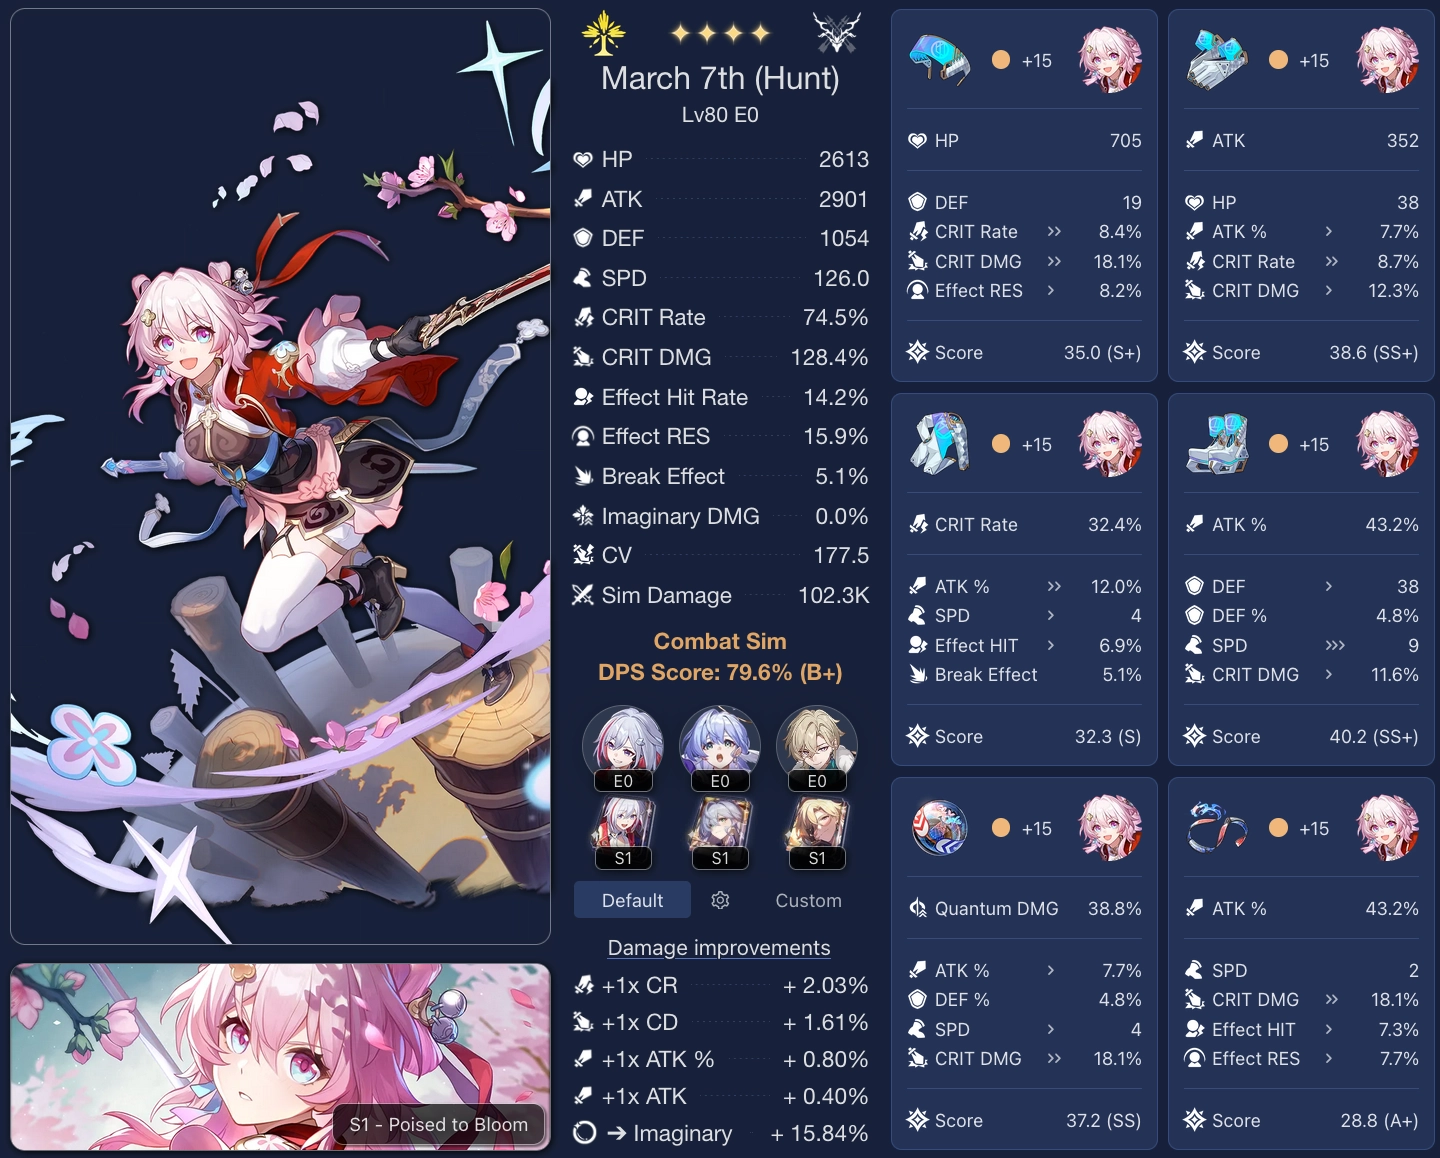 March 7th (Hunt)
Lv80 E0
HP 2613
ATK 2901
DEF 1054
SPD 126.0
CRIT Rate 74.5%
CRIT DMG 128.4%
Effect Hit Rate 14.2%
Effect RES 15.9%
Break Effect 5.1%
Imaginary DMG 0.0%
CV 177.5
Sim Damage 102.3K
Combat Sim
DPS Score: 79.6% (B+)
E0 E0 E0
S1 S1 S1
Default Custom
Damage improvements
+1x CR + 2.03%
+1x CD + 1.61%
+1x ATK % + 0.80%
+1x ATK + 0.40%
→ Imaginary + 15.84%
S1 - Poised to Bloom
+15
HP 705
DEF 19
CRIT Rate >> 8.4%
CRIT DMG >> 18.1%
Effect RES > 8.2%
Score 35.0 (S+)
+15
ATK 352
HP 38
ATK % > 7.7%
CRIT Rate >> 8.7%
CRIT DMG > 12.3%
Score 38.6 (SS+)
+15
CRIT Rate 32.4%
ATK % >> 12.0%
SPD > 4
Effect HIT > 6.9%
Break Effect 5.1%
Score 32.3 (S)
+15
ATK % 43.2%
DEF > 38
DEF % 4.8%
SPD >>> 9
CRIT DMG > 11.6%
Score 40.2 (SS+)
+15
Quantum DMG 38.8%
ATK % > 7.7%
DEF % 4.8%
SPD > 4
CRIT DMG >> 18.1%
Score 37.2 (SS)
+15
ATK % 43.2%
SPD 2
CRIT DMG >> 18.1%
Effect HIT > 7.3%
Effect RES > 7.7%
Score 28.8 (A+)